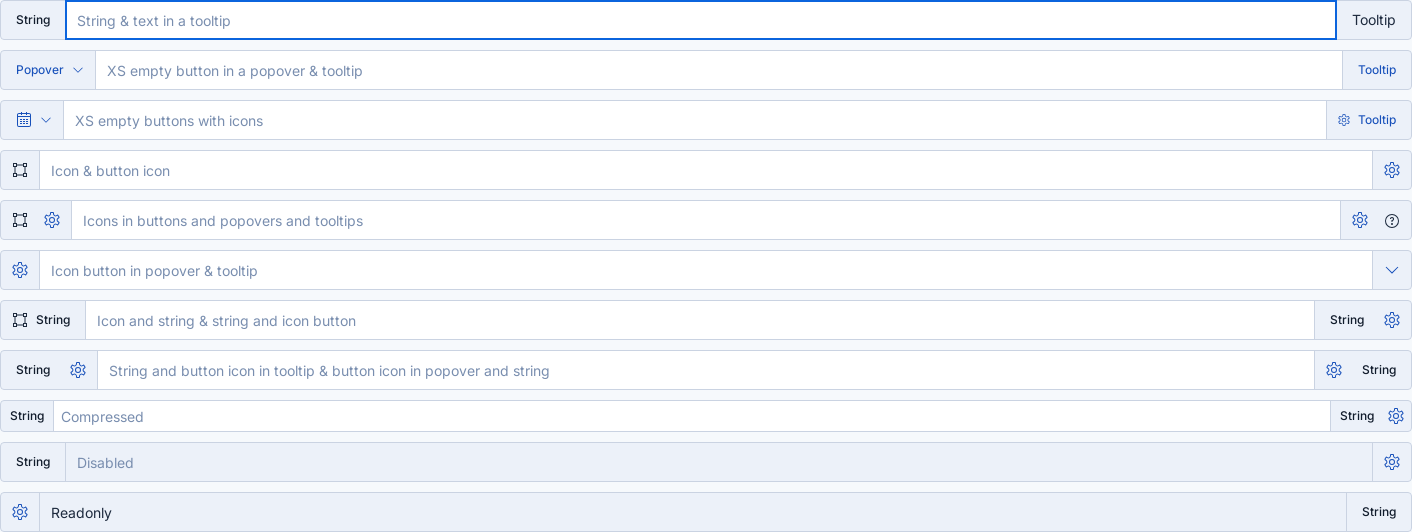 String String & text in a tooltip Tooltip
Popover XS empty button in a popover & tooltip Tooltip
XS empty buttons with icons Tooltip
Icon & button icon
Icons in buttons and popovers and tooltips
Icon button in popover & tooltip
String Icon and string & string and icon button String
String String and button icon in tooltip & button icon in popover and string String
String Compressed String
String Disabled
Readonly String